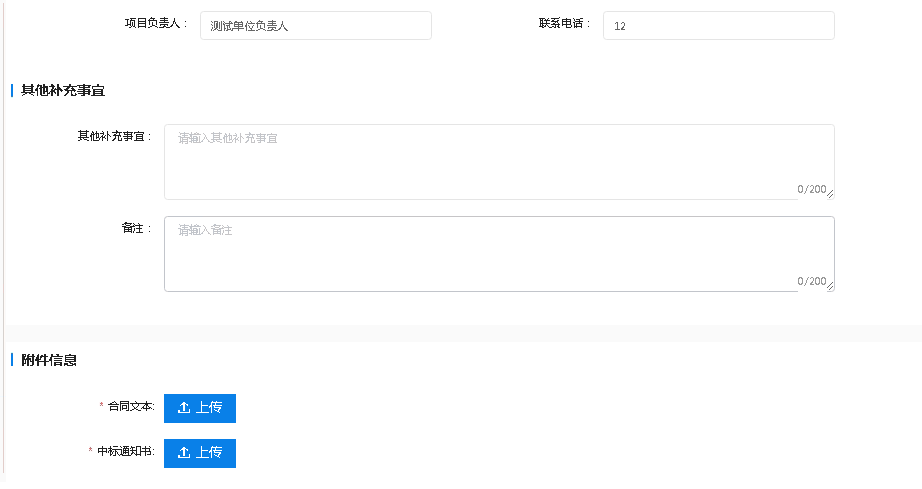 项目负责人： 测试单位负责人 联系电话： 12
其他补充事宜
其他补充事宜： 请输入其他补充事宜
0/200
备注： 请输入备注
0/200
附件信息
* 合同文本: 上传
* 中标通知书: 上传